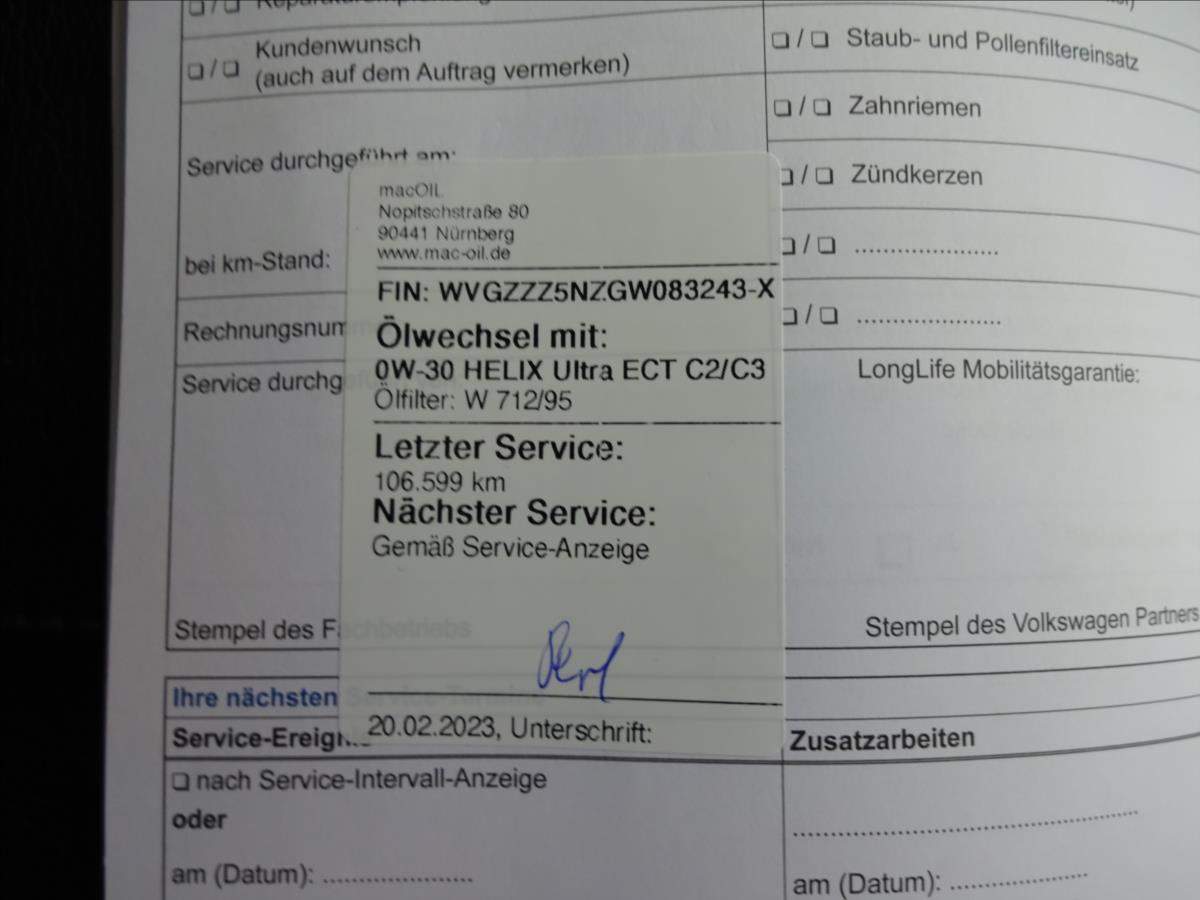 Kundenwunsch
(auch auf dem Auftrag vermerken)
Service durchgeführt am:
bei km-Stand:
Rechnungsnum
Service durchg
Stempel des Fachbetriebs
/ Staub- und Pollenfiltereinsatz
/ Zahnriemen
/ Zündkerzen
/ ......................
/ ......................
LongLife Mobilitätsgarantie:
Stempel des Volkswagen Partners
macOIL
Nopitschstraße 80
90441 Nürnberg
www.mac-oil.de
FIN: WVGZZZ5NZGW083243-X
Ölwechsel mit:
0W-30 HELIX Ultra ECT C2/C3
Ölfilter: W 712/95
Letzter Service:
106.599 km
Nächster Service:
Gemäß Service-Anzeige
20.02.2023, Unterschrift:
Ihre nächsten Service-Termine
Service-Ereign
nach Service-Intervall-Anzeige
oder
am (Datum): ......................
Zusatzarbeiten
......................
am (Datum): ......................